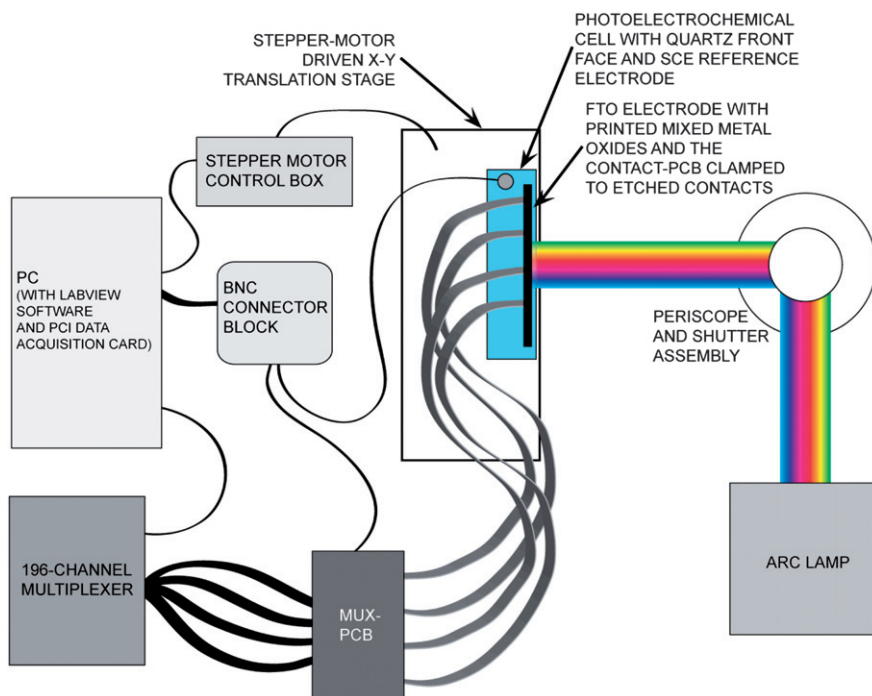 STEPPER-MOTOR
DRIVEN X-Y
TRANSLATION STAGE
PHOTOELECTROCHEMICAL
CELL WITH QUARTZ FRONT
FACE AND SCE REFERENCE
ELECTRODE
FTO ELECTRODE WITH
PRINTED MIXED METAL
OXIDES AND THE
CONTACT-PCB CLAMPED
TO ETCHED CONTACTS
STEPPER MOTOR
CONTROL BOX
PC
(WITH LABVIEW
SOFTWARE
AND PCI DATA
ACQUISITION CARD)
BNC
CONNECTOR
BLOCK
PERISCOPE
AND SHUTTER
ASSEMBLY
196-CHANNEL
MULTIPLEXER
MUX-
PCB
ARC LAMP